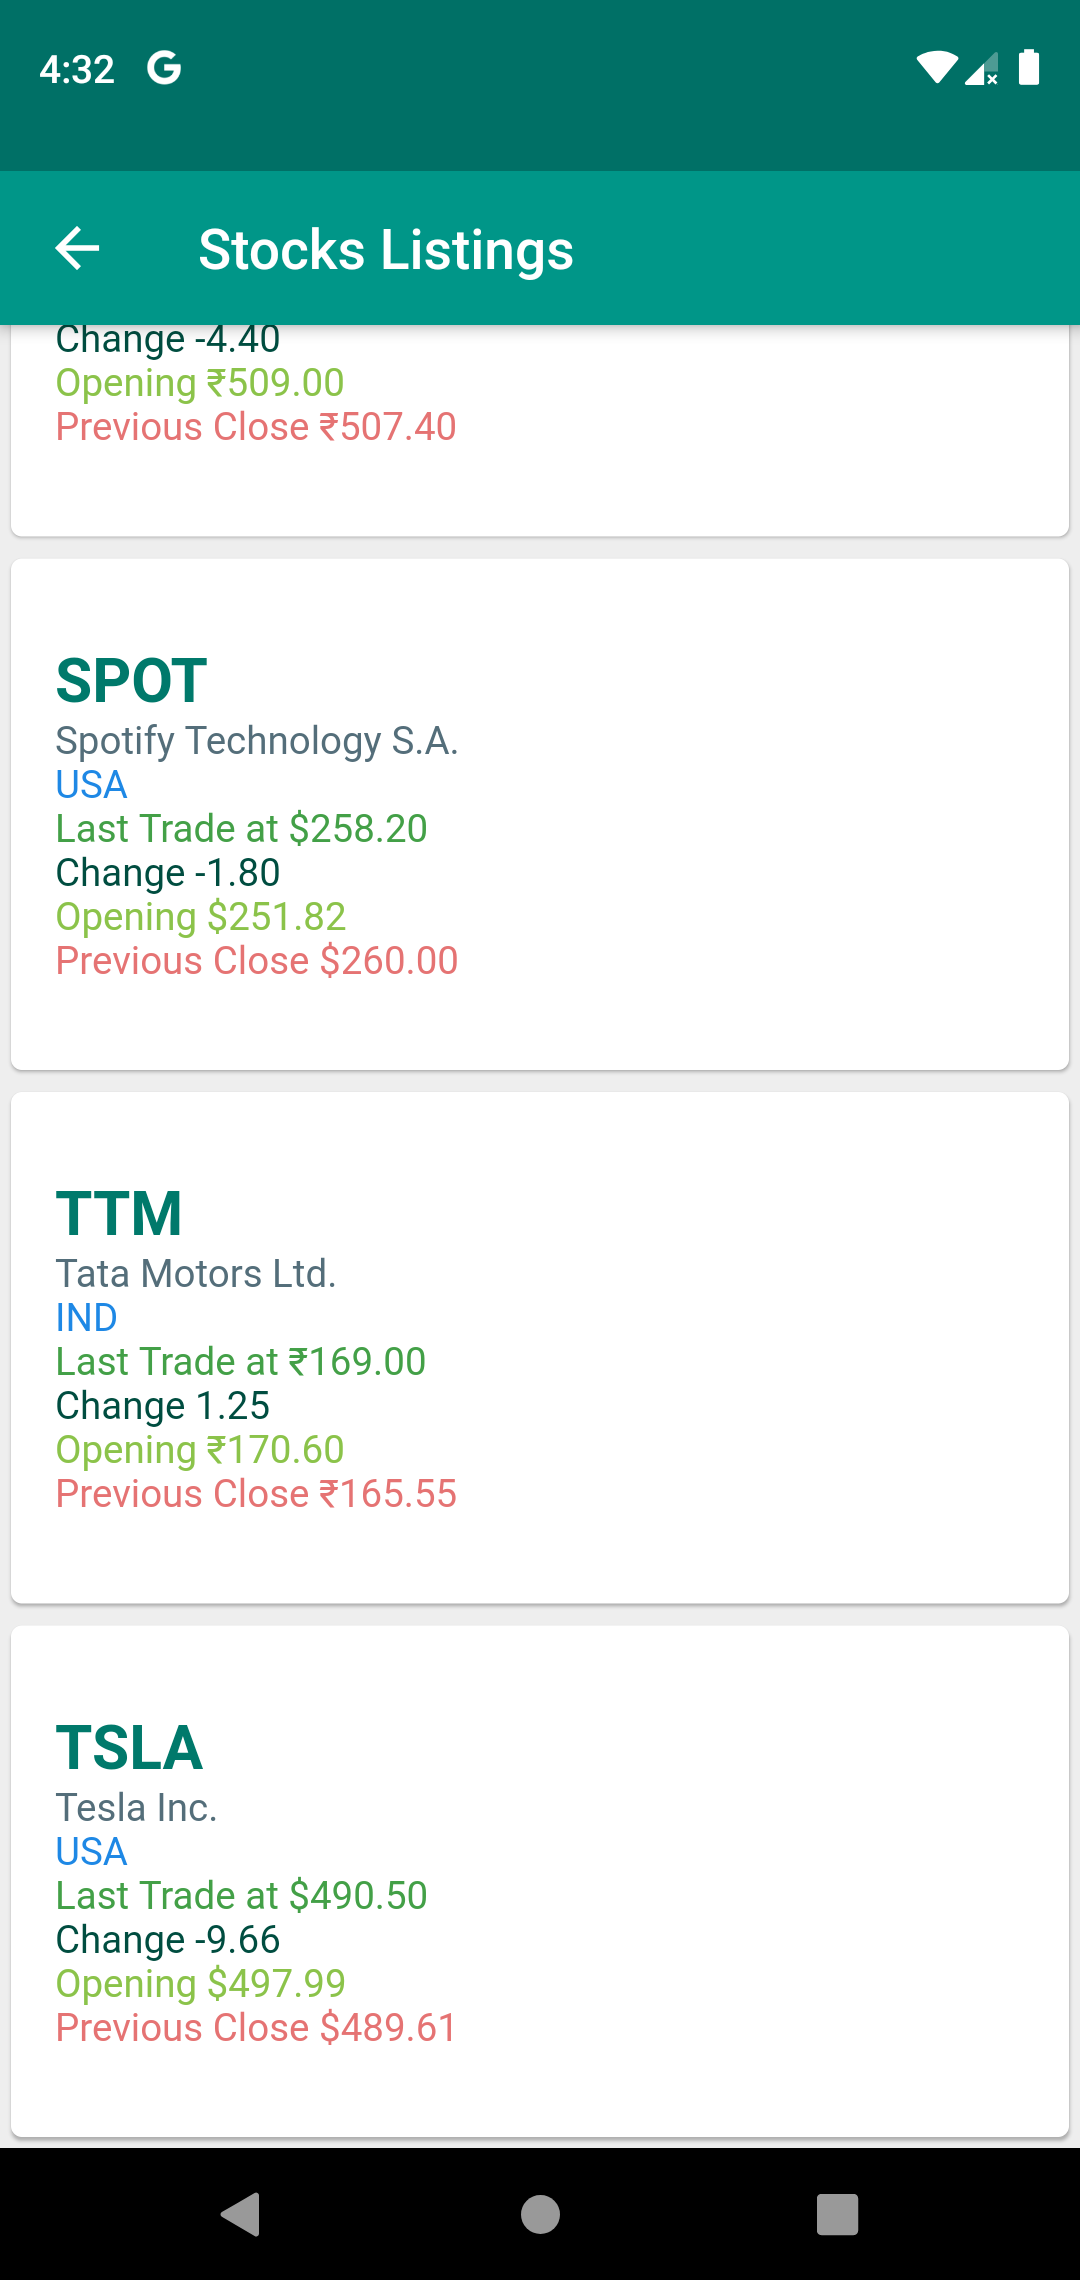 4:32 G
Stocks Listings
Change -4.40
Opening ₹509.00
Previous Close ₹507.40
SPOT
Spotify Technology S.A.
USA
Last Trade at $258.20
Change -1.80
Opening $251.82
Previous Close $260.00
TTM
Tata Motors Ltd.
IND
Last Trade at ₹169.00
Change 1.25
Opening ₹170.60
Previous Close ₹165.55
TSLA
Tesla Inc.
USA
Last Trade at $490.50
Change -9.66
Opening $497.99
Previous Close $489.61